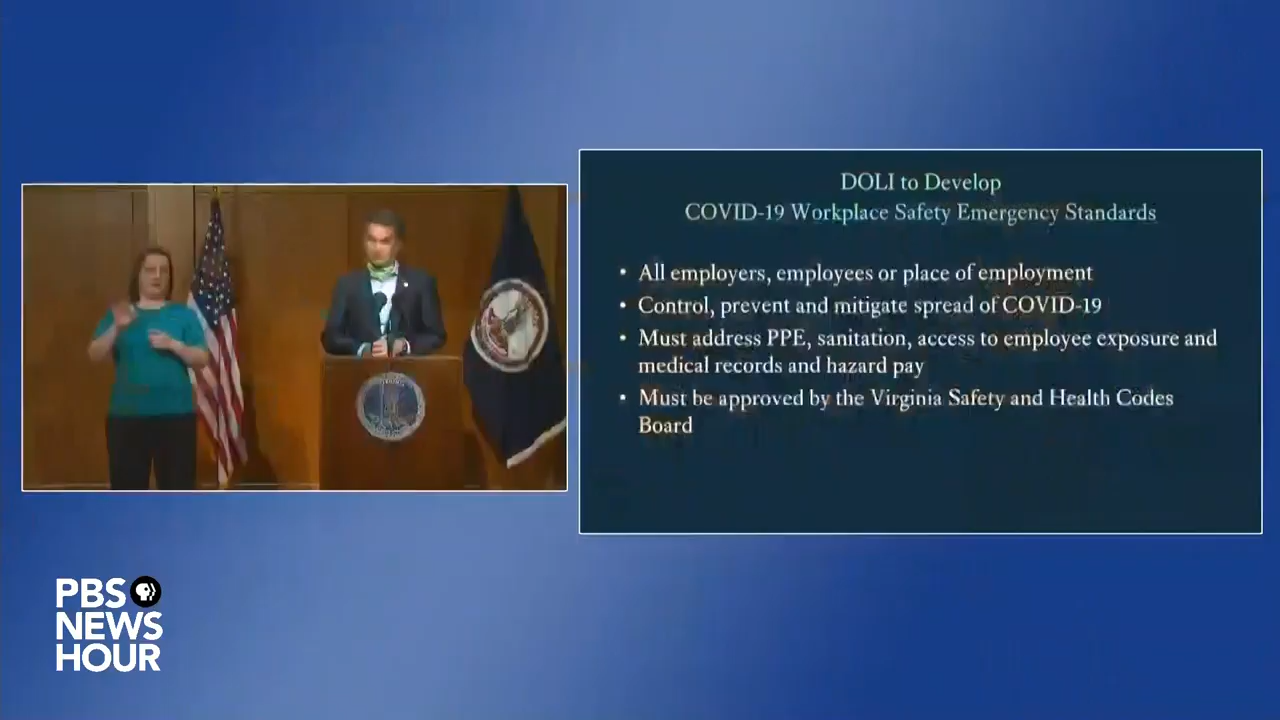 DOLI to Develop
COVID-19 Workplace Safety Emergency Standards
• All employers, employees or place of employment
• Control, prevent and mitigate spread of COVID-19
• Must address PPE, sanitation, access to employee exposure and
medical records and hazard pay
• Must be approved by the Virginia Safety and Health Codes
Board
PBS
NEWS
HOUR